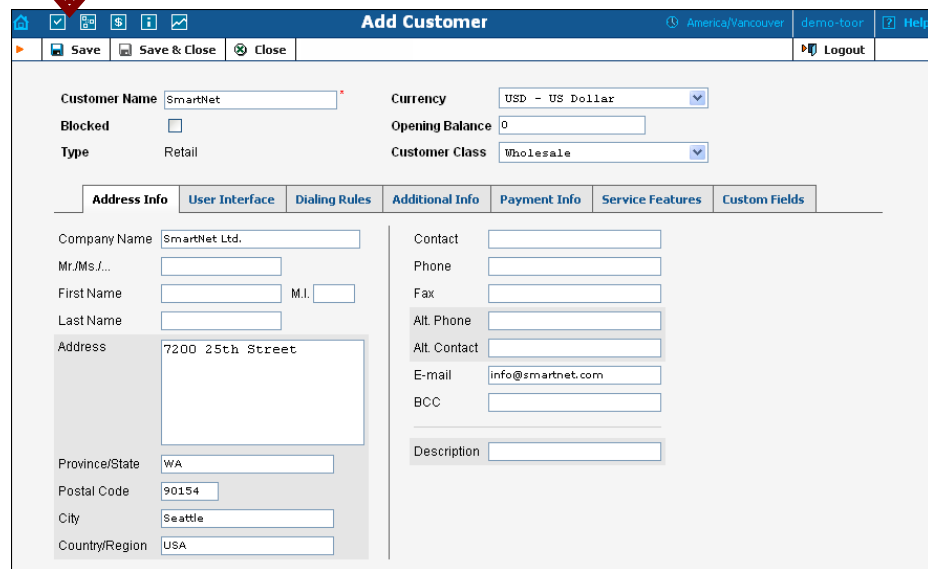 Add Customer America/Vancouver demo-toor ? Help
Save Save & Close Close Logout
Customer Name SmartNet * Currency USD - US Dollar
Blocked Opening Balance 0
Type Retail Customer Class Wholesale
Address Info User Interface Dialing Rules Additional Info Payment Info Service Features Custom Fields
Company Name SmartNet Ltd. Contact
Mr./Ms./... Phone
First Name M.I. Fax
Last Name Alt. Phone
Address 7200 25th Street Alt. Contact
E-mail info@smartnet.com
BCC
Description
Province/State WA
Postal Code 90154
City Seattle
Country/Region USA